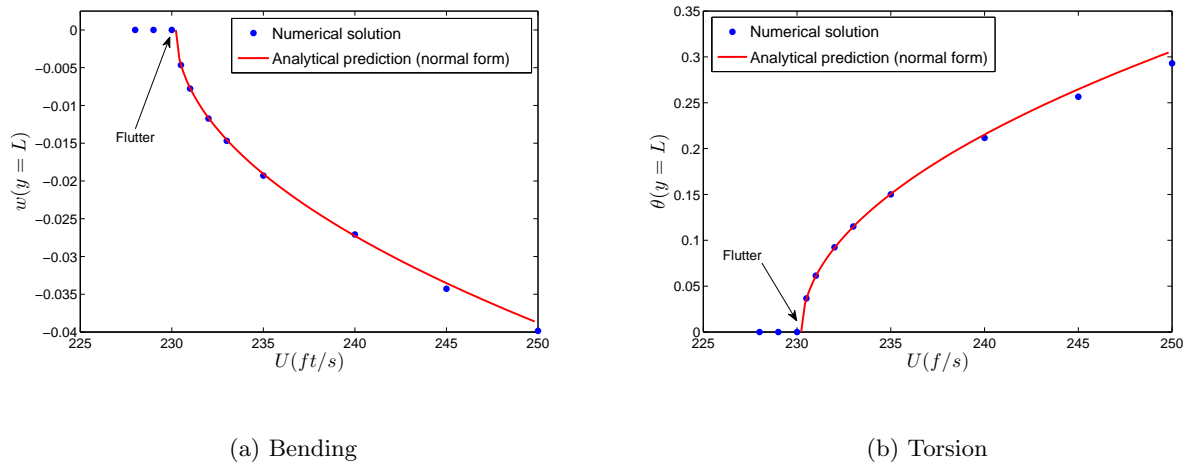 0
−0.005
−0.01
−0.015
−0.02
−0.025
−0.03
−0.035
−0.04
225
230
235
240
245
250
w(y = L)
U(ft/s)
Numerical solution
Analytical prediction (normal form)
Flutter
(a) Bending
0.35
0.3
0.25
0.2
0.15
0.1
0.05
0
225
230
235
240
245
250
θ(y = L)
U(f/s)
Numerical solution
Analytical prediction (normal form)
Flutter
(b) Torsion